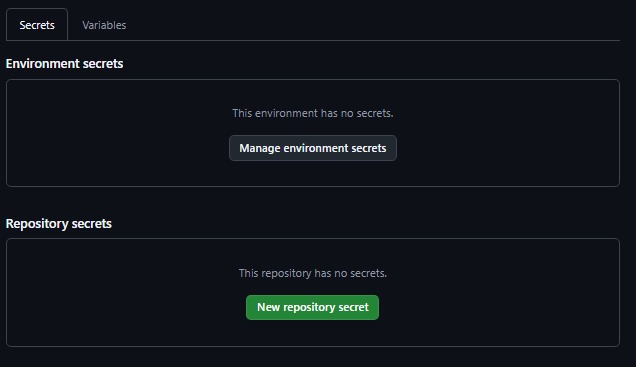 Secrets
Variables
Environment secrets
This environment has no secrets.
Manage environment secrets
Repository secrets
This repository has no secrets.
New repository secret